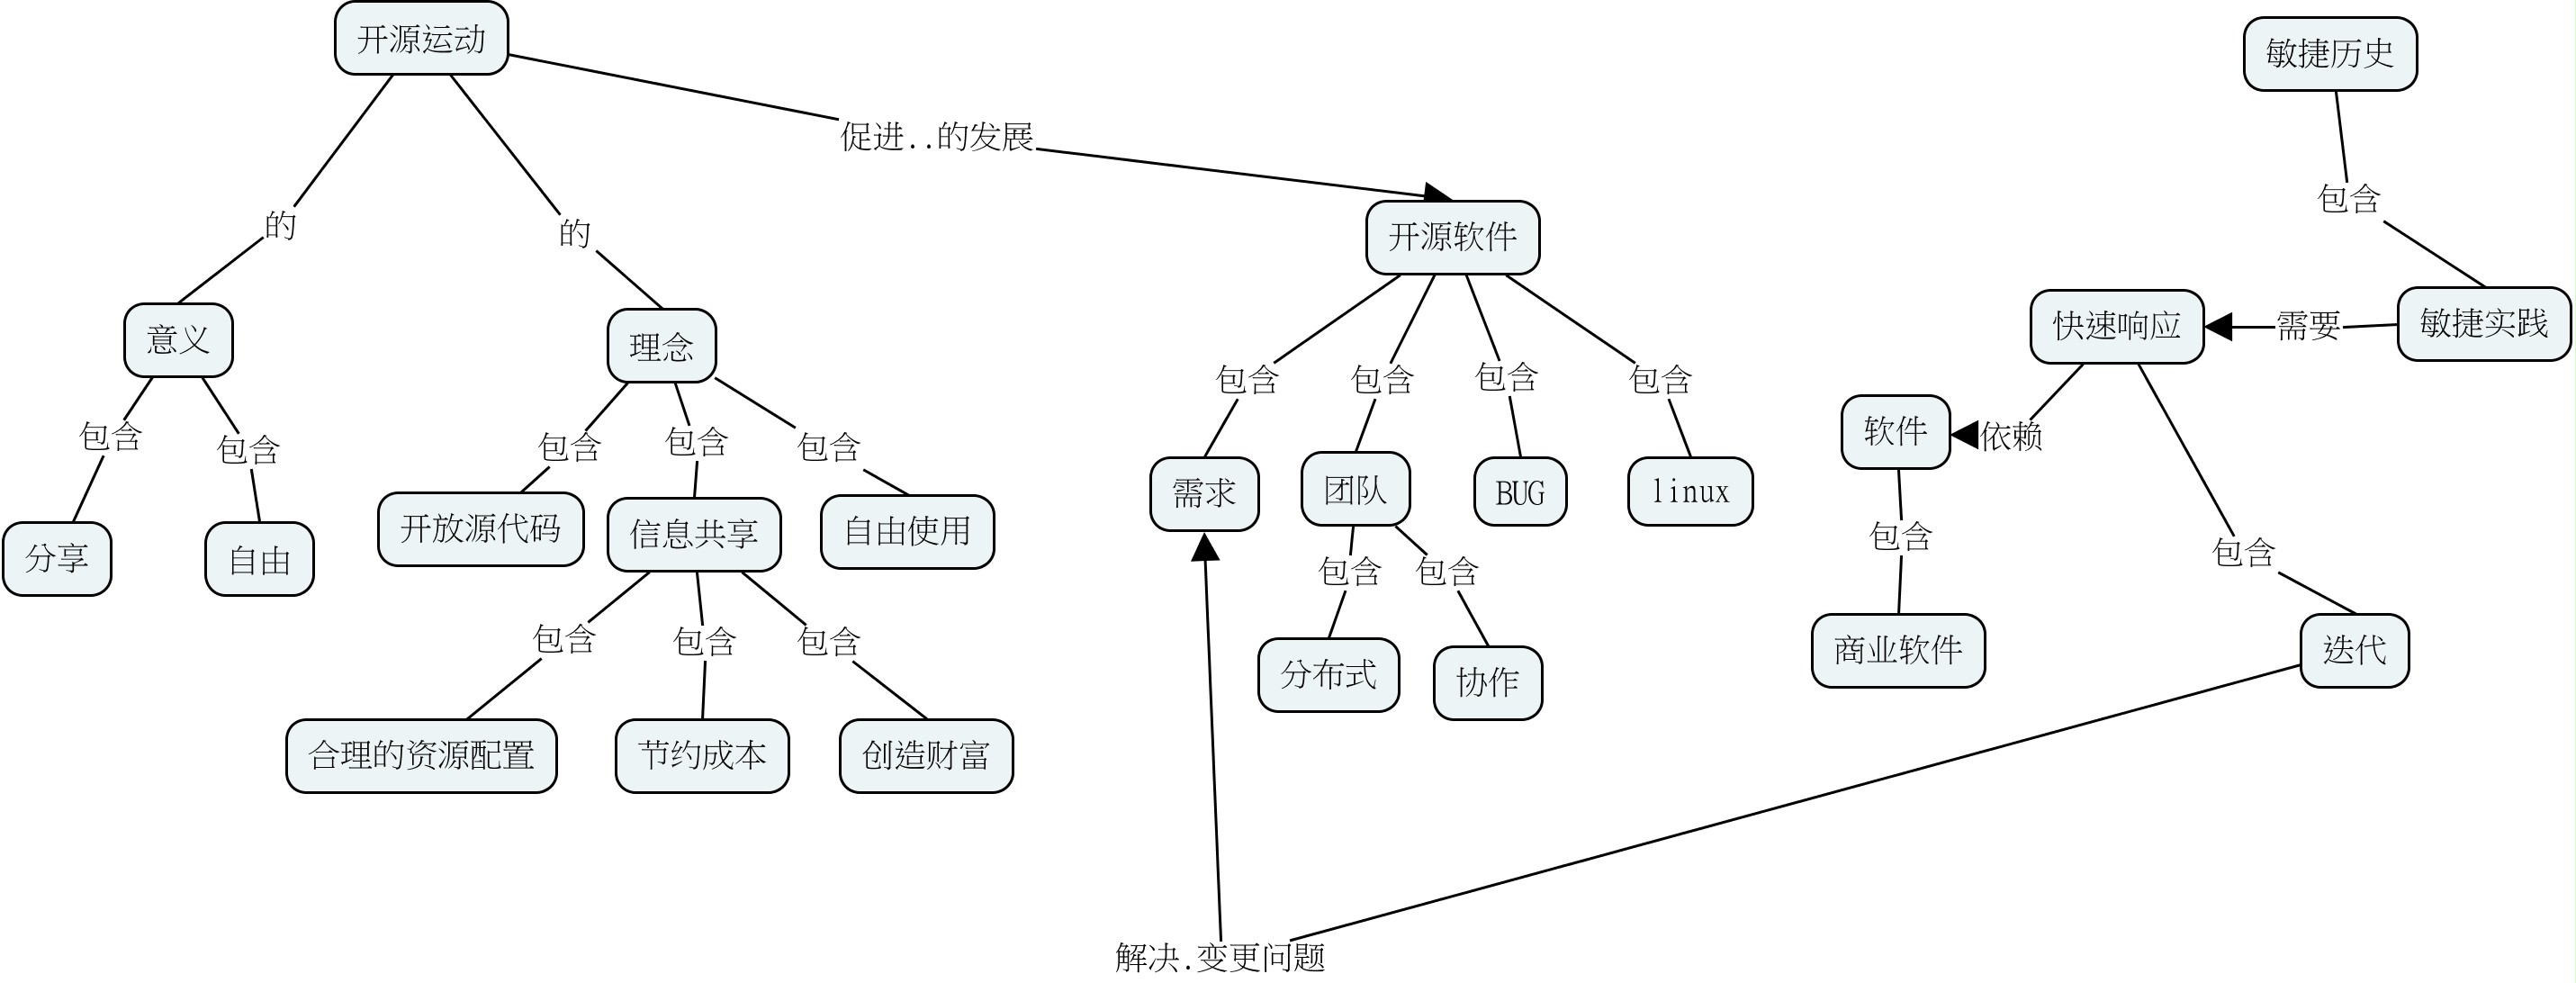 开源运动
敏捷历史
促进..的发展
包含
的
的
开源软件
意义
理念
快速响应
需要
敏捷实践
包含
包含
包含
包含
包含
包含
包含
包含
包含
软件
依赖
分享
自由
开放源代码
信息共享
自由使用
需求
团队
BUG
linux
包含
包含
包含
包含
包含
包含
包含
分布式
协作
商业软件
迭代
合理的资源配置
节约成本
创造财富
解决.变更问题